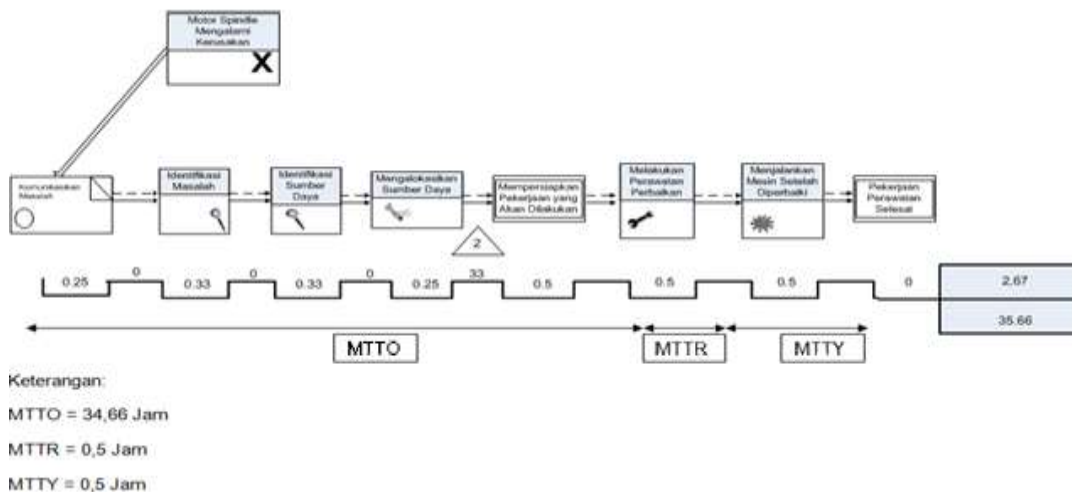 Motor Spindle
Mengalami
Kerusakan
X
Komunikasikan
Masalah
Identifikasi
Masalah
Identifikasi
Sumber
Daya
Mengalokasikan
Sumber Daya
Mempersiapkan
Pekerjaan yang
Akan Dilakukan
Melakukan
Perawatan
Perbaikan
Menjalankan
Mesin Setelah
Diperbaiki
Pekerjaan
Perawatan
Selesai
2
0.25
0
0.33
0
0.33
0
0.25
33
0.5
0.5
0.5
0
2,67
35.66
MTTO
MTTR
MTTY
Keterangan:
MTTO = 34,66 Jam
MTTR = 0,5 Jam
MTTY = 0,5 Jam